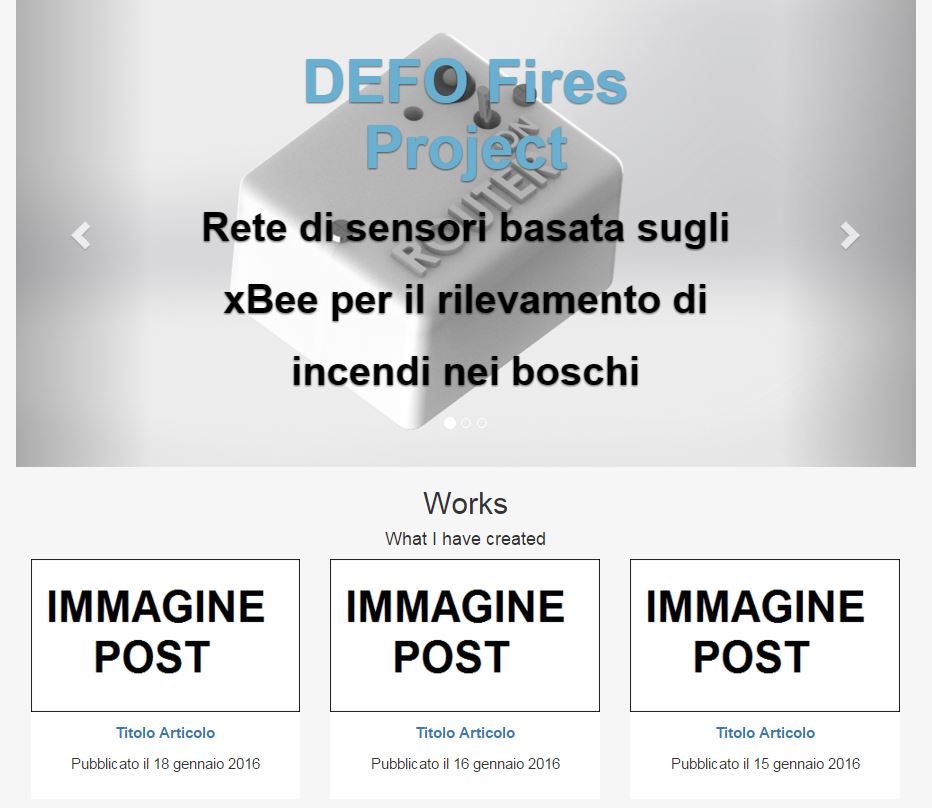 DEFO Fires
Project
ON
ROUTER
Rete di sensori basata sugli
xBee per il rilevamento di
incendi nei boschi
Works
What I have created
IMMAGINE
POST
IMMAGINE
POST
IMMAGINE
POST
Titolo Articolo
Titolo Articolo
Titolo Articolo
Pubblicato il 18 gennaio 2016
Pubblicato il 16 gennaio 2016
Pubblicato il 15 gennaio 2016